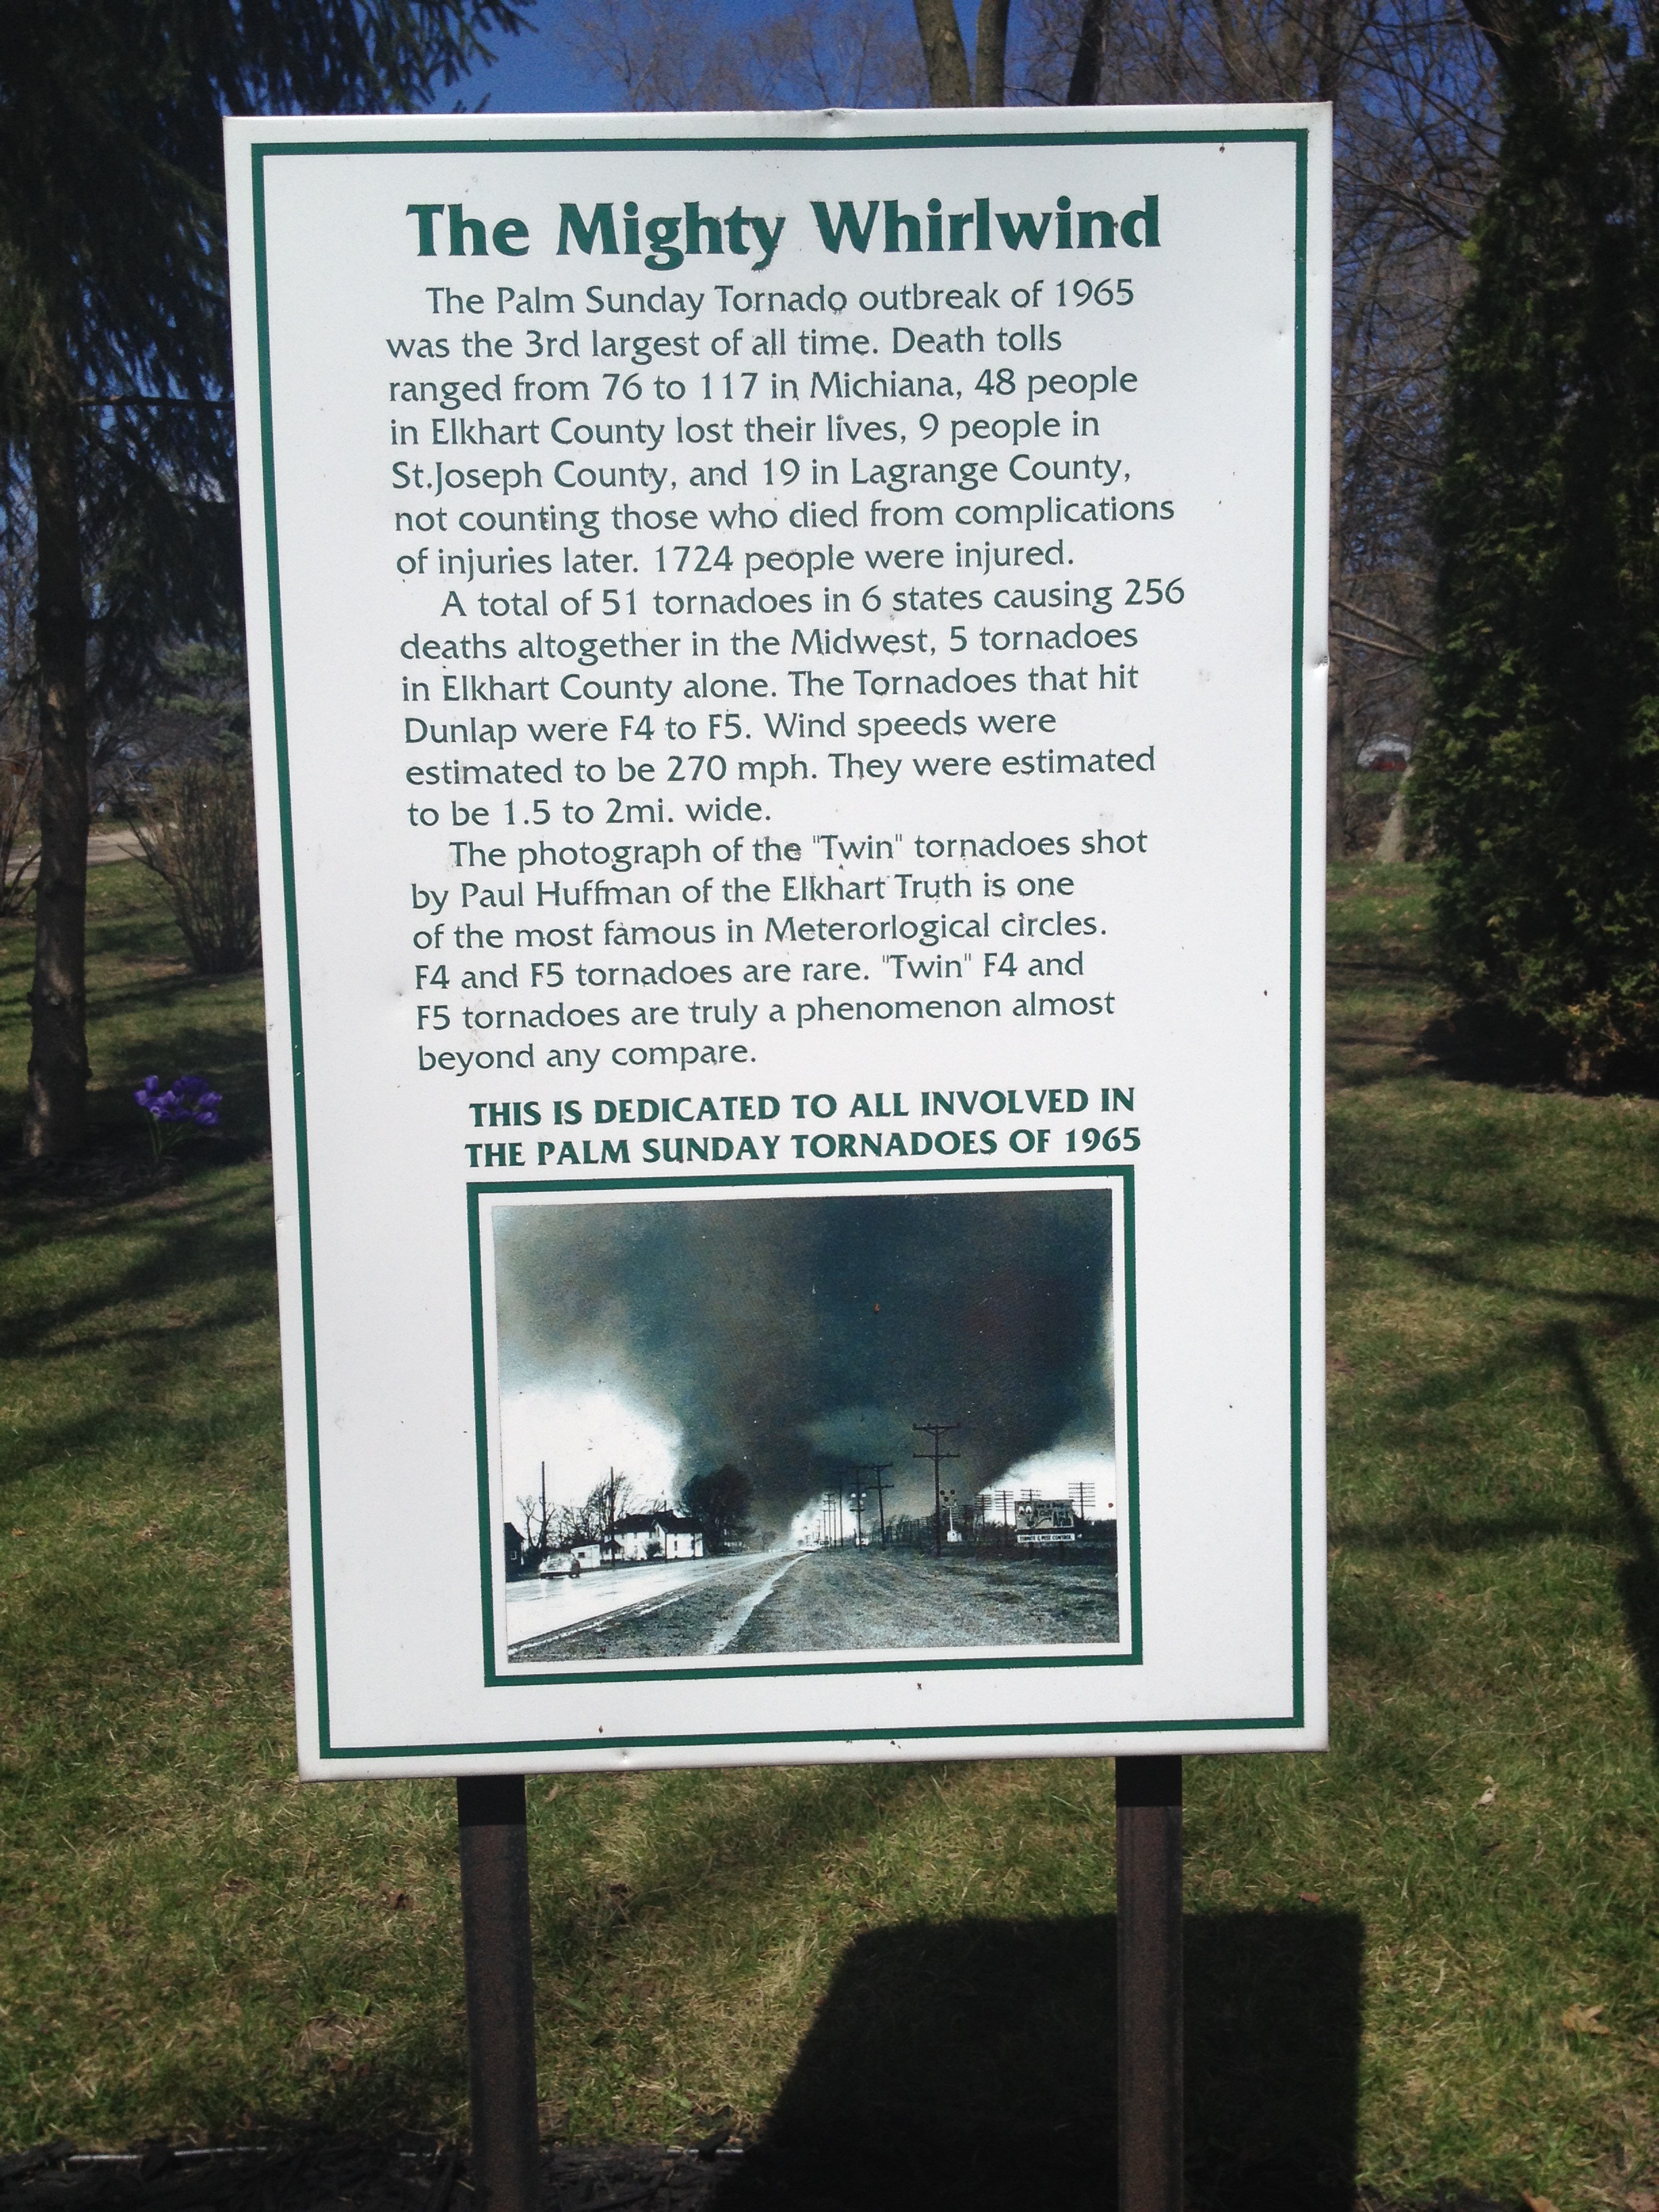 The Mighty Whirlwind
The Palm Sunday Tornado outbreak of 1965
was the 3rd largest of all time. Death tolls
ranged from 76 to 117 in Michiana, 48 people
in Elkhart County lost their lives, 9 people in
St.Joseph County, and 19 in Lagrange County,
not counting those who died from complications
of injuries later. 1724 people were injured.
A total of 51 tornadoes in 6 states causing 256
deaths altogether in the Midwest, 5 tornadoes
in Elkhart County alone. The Tornadoes that hit
Dunlap were F4 to F5. Wind speeds were
estimated to be 270 mph. They were estimated
to be 1.5 to 2mi. wide.
The photograph of the "Twin" tornadoes shot
by Paul Huffman of the Elkhart Truth is one
of the most famous in Meterorlogical circles.
F4 and F5 tornadoes are rare. "Twin" F4 and
F5 tornadoes are truly a phenomenon almost
beyond any compare.
THIS IS DEDICATED TO ALL INVOLVED IN
THE PALM SUNDAY TORNADOES OF 1965